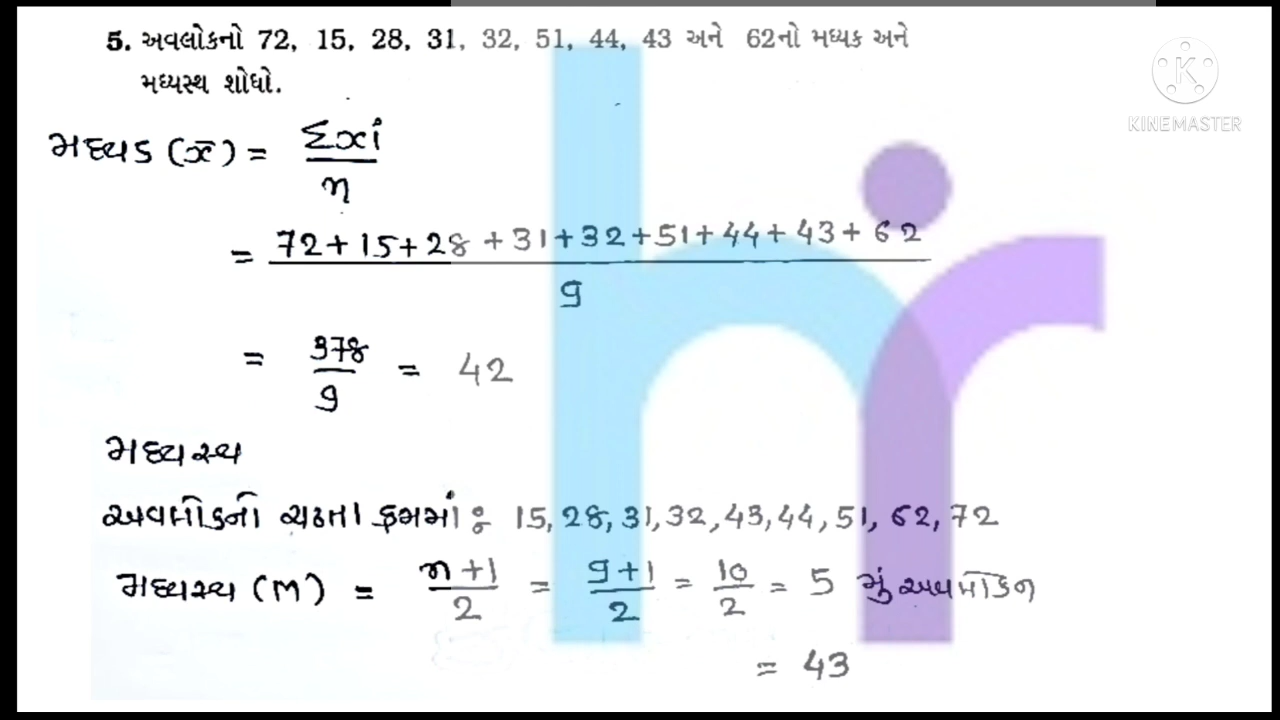 5. અવલોકનો 72, 15, 28, 31, 32, 51, 44, 43 અને 62નો મધ્યક અને
મધ્યસ્થ શોધો.
KINEMASTER
મધ્યક (x̄) = Σxi / n
= 72+15+28+31+32+51+44+43+62 / 9
= 378 / 9 = 42
મધ્યસ્થ
અવલોકનો ચઢતા ક્રમમાં : 15, 28, 31, 32, 43, 44, 51, 62, 72
મધ્યસ્થ (M) = n+1 / 2 = 9+1 / 2 = 10 / 2 = 5 મું અવલોકન
= 43